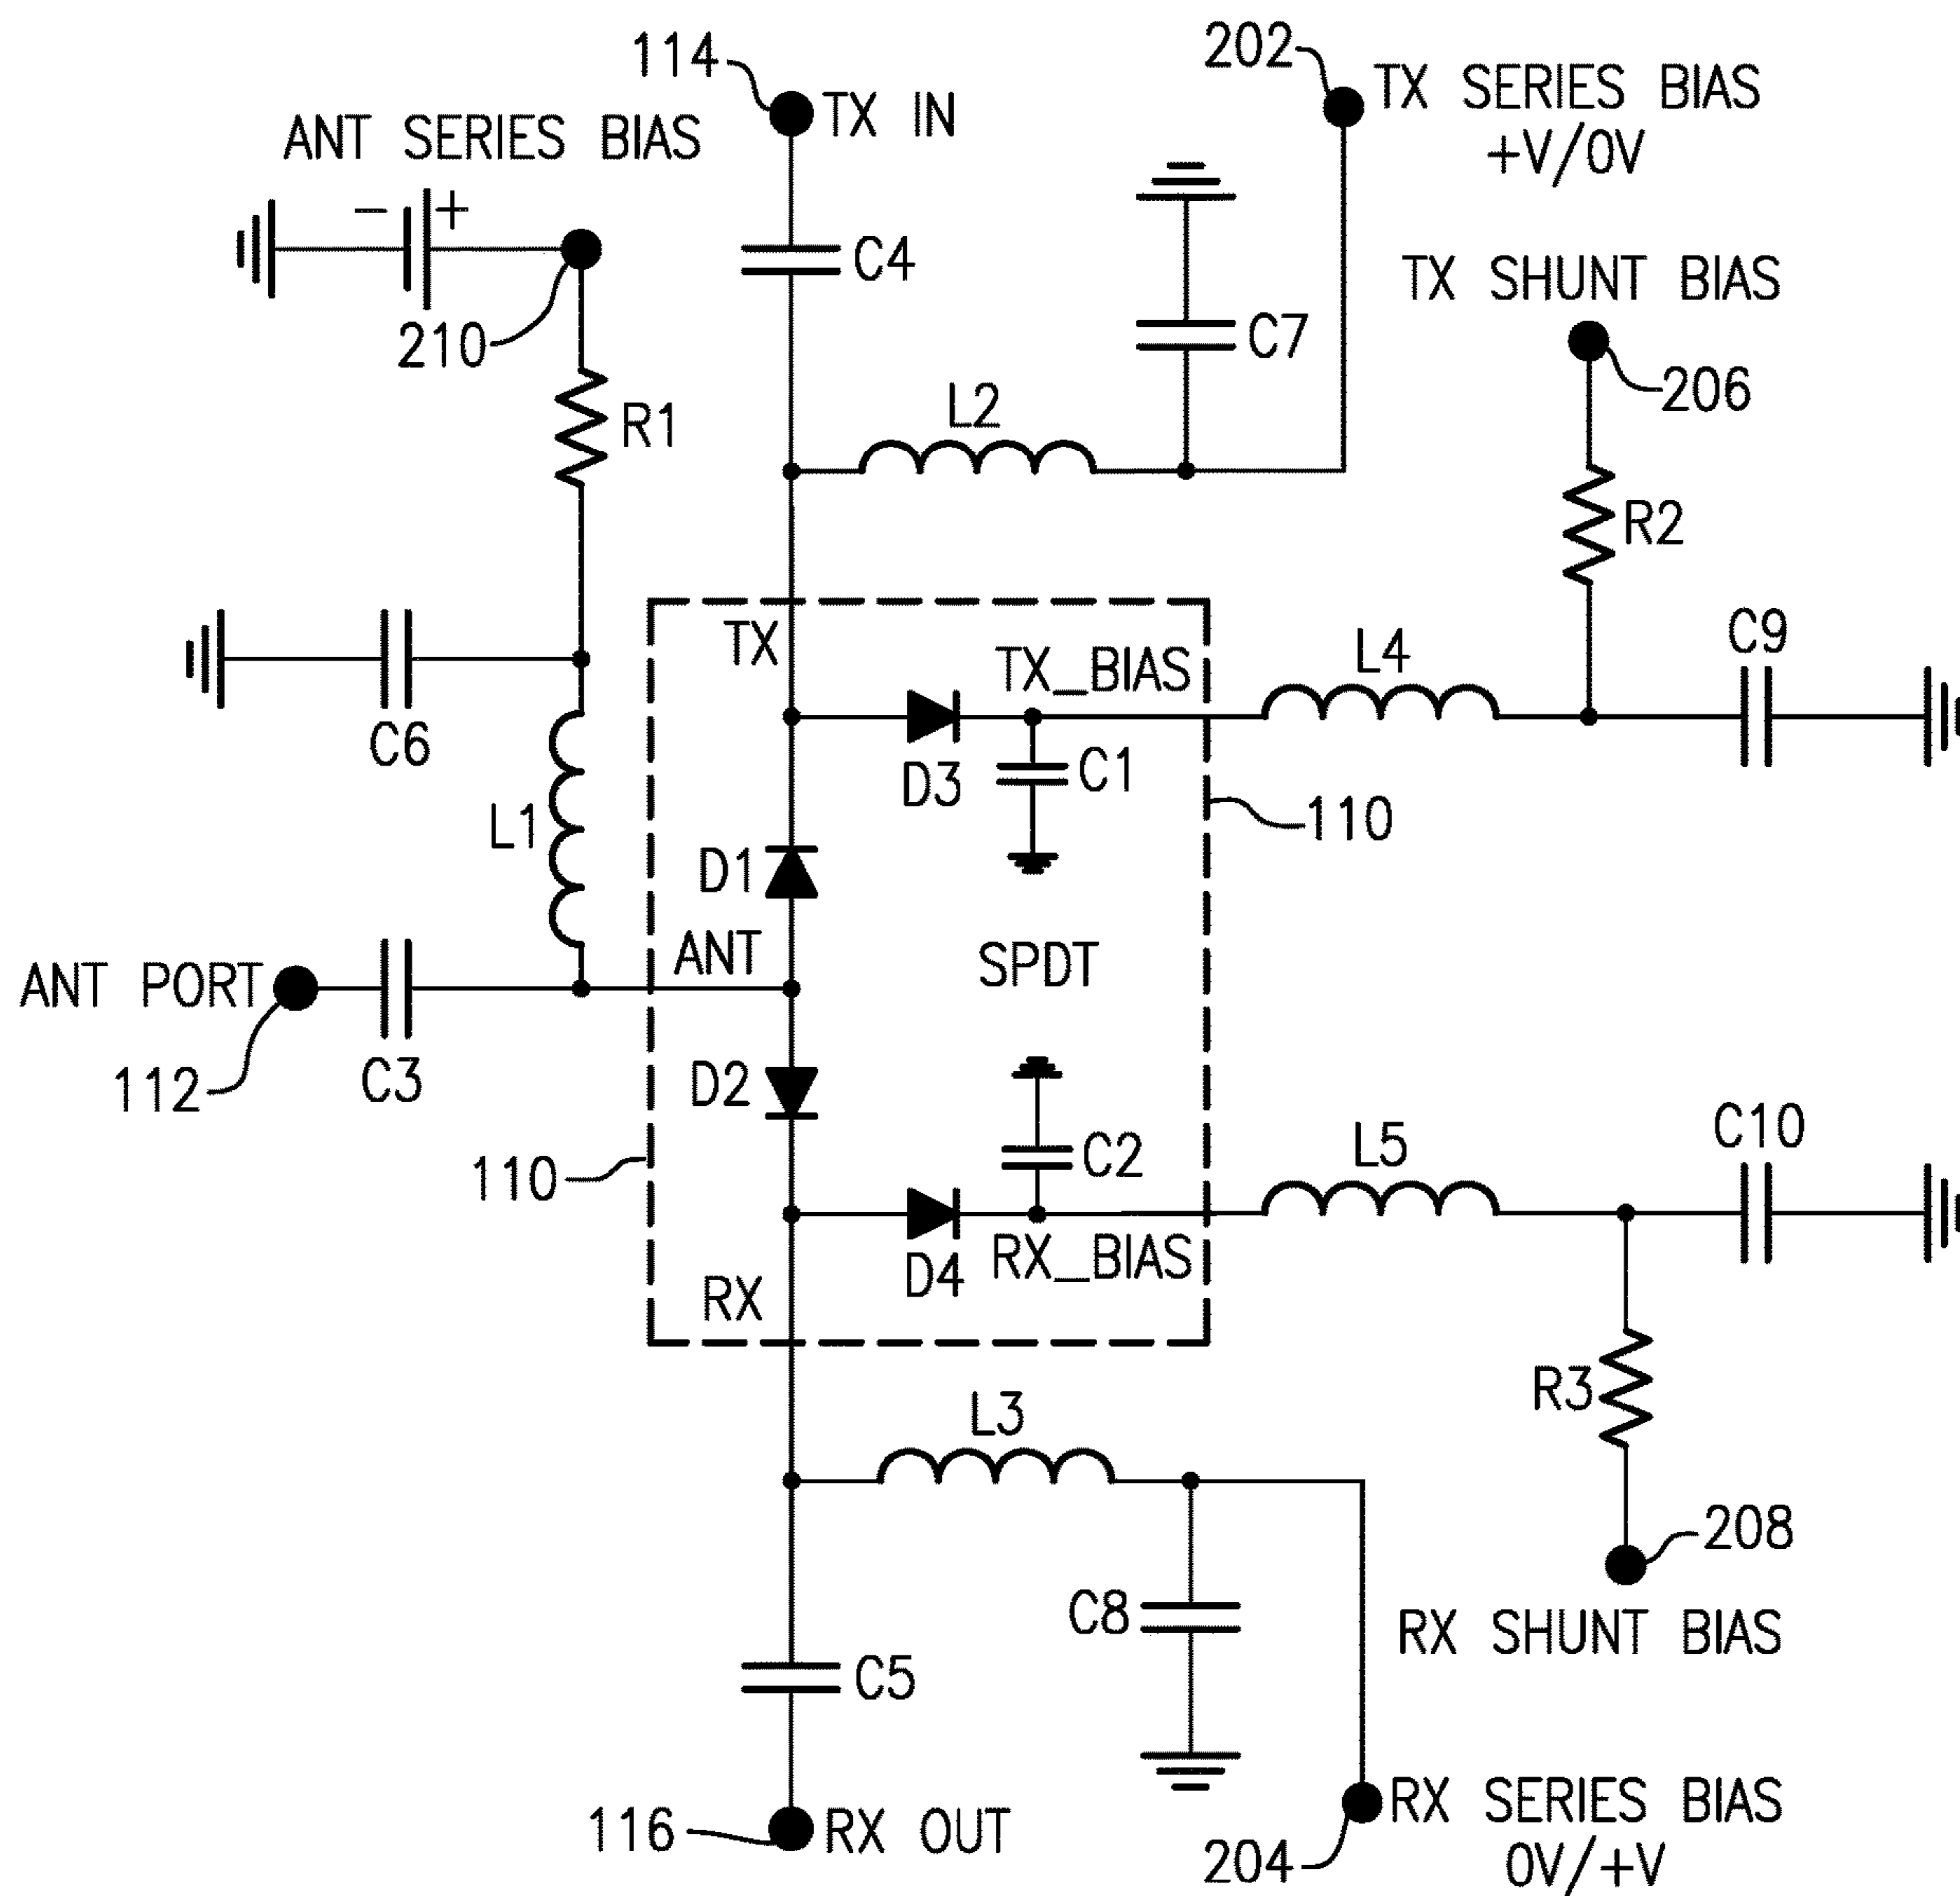 114
TX IN
202
TX SERIES BIAS
+V/0V
ANT SERIES BIAS
- +
210
R1
C4
C7
L2
TX SHUNT BIAS
206
R2
C9
L4
TX
TX_BIAS
C6
L1
D3
C1
110
D1
ANT
SPDT
ANT PORT
112
C3
D2
C2
110
L5
C10
D4
RX_BIAS
RX
R3
L3
208
RX SHUNT BIAS
C8
C5
116
RX OUT
204
RX SERIES BIAS
0V/+V